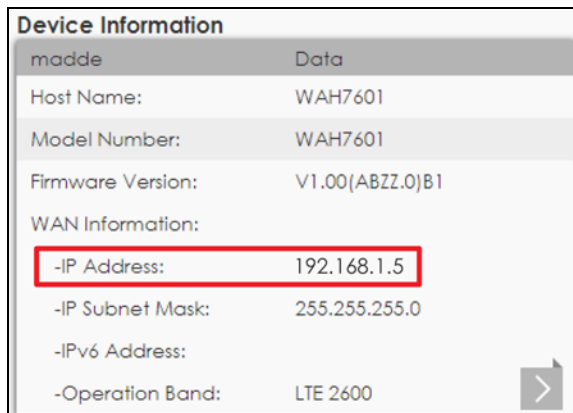 Device Information
madde Data
Host Name: WAH7601
Model Number: WAH7601
Firmware Version: V1.00(ABZZ.0)B1
WAN Information:
-IP Address: 192.168.1.5
-IP Subnet Mask: 255.255.255.0
-IPv6 Address:
-Operation Band: LTE 2600